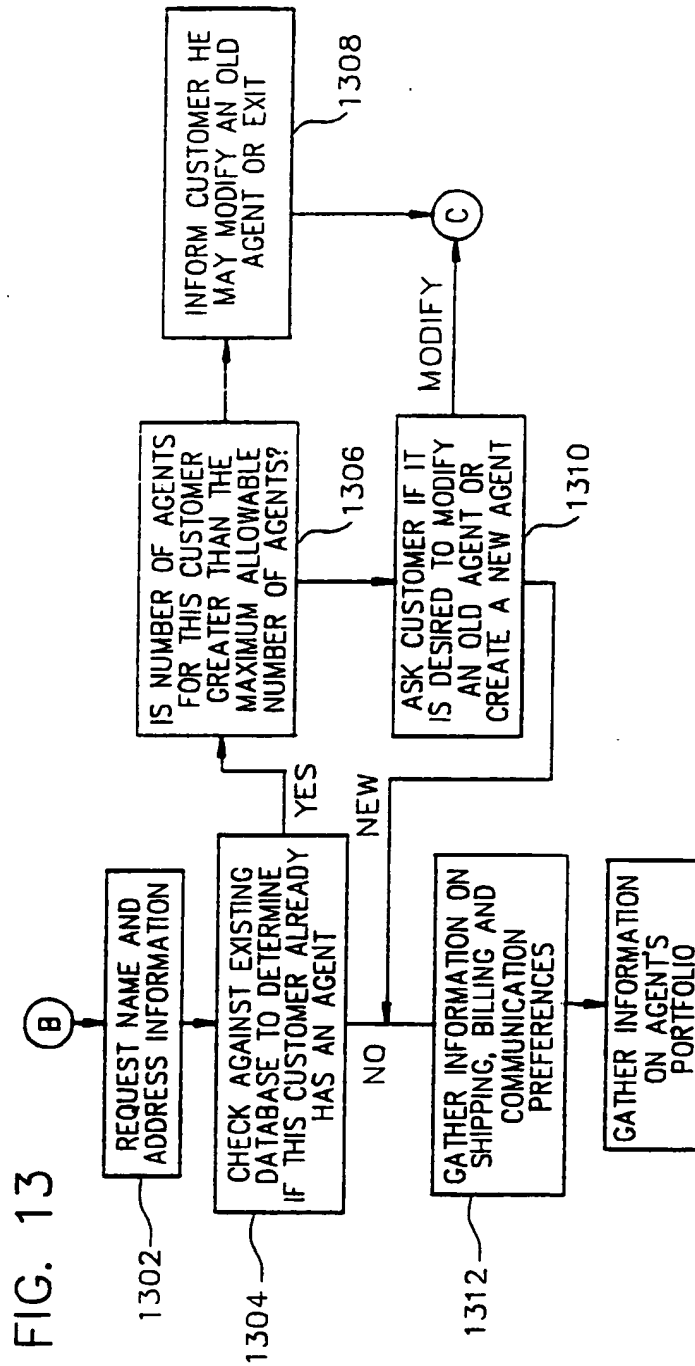 FIG. 13
B
REQUEST NAME AND
ADDRESS INFORMATION
1302
CHECK AGAINST EXISTING
DATABASE TO DETERMINE
IF THIS CUSTOMER ALREADY
HAS AN AGENT
1304
YES
NO
IS NUMBER OF AGENTS
FOR THIS CUSTOMER
GREATER THAN THE
MAXIMUM ALLOWABLE
NUMBER OF AGENTS?
1306
INFORM CUSTOMER HE
MAY MODIFY AN OLD
AGENT OR EXIT
1308
ASK CUSTOMER IF IT
IS DESIRED TO MODIFY
AN OLD AGENT OR
CREATE A NEW AGENT
1310
MODIFY
C
NEW
GATHER INFORMATION ON
SHIPPING, BILLING AND
COMMUNICATION
PREFERENCES
1312
GATHER INFORMATION
ON AGENT'S
PORTFOLIO